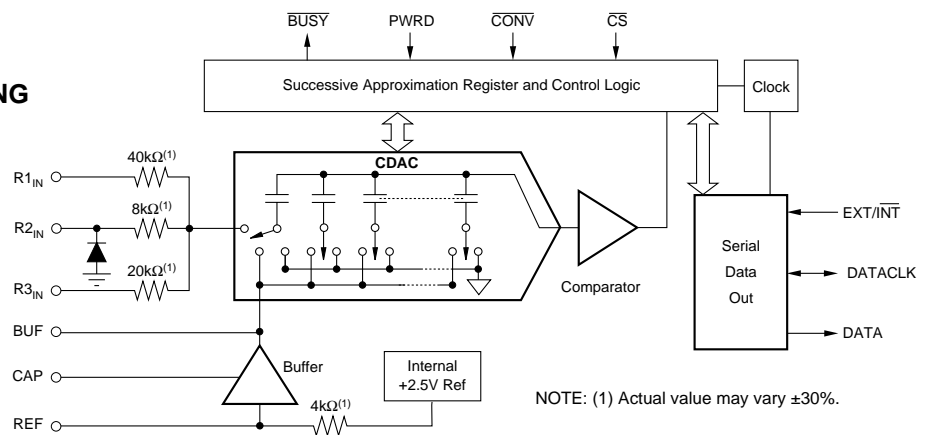 BUSY
PWRD
CONV
CS
NG
Successive Approximation Register and Control Logic
Clock
CDAC
40kΩ(1)
R1IN
8kΩ(1)
R2IN
20kΩ(1)
R3IN
EXT/INT
Serial
Data
Out
DATACLK
Comparator
DATA
BUF
Buffer
CAP
Internal
+2.5V Ref
4kΩ(1)
REF
NOTE: (1) Actual value may vary ±30%.